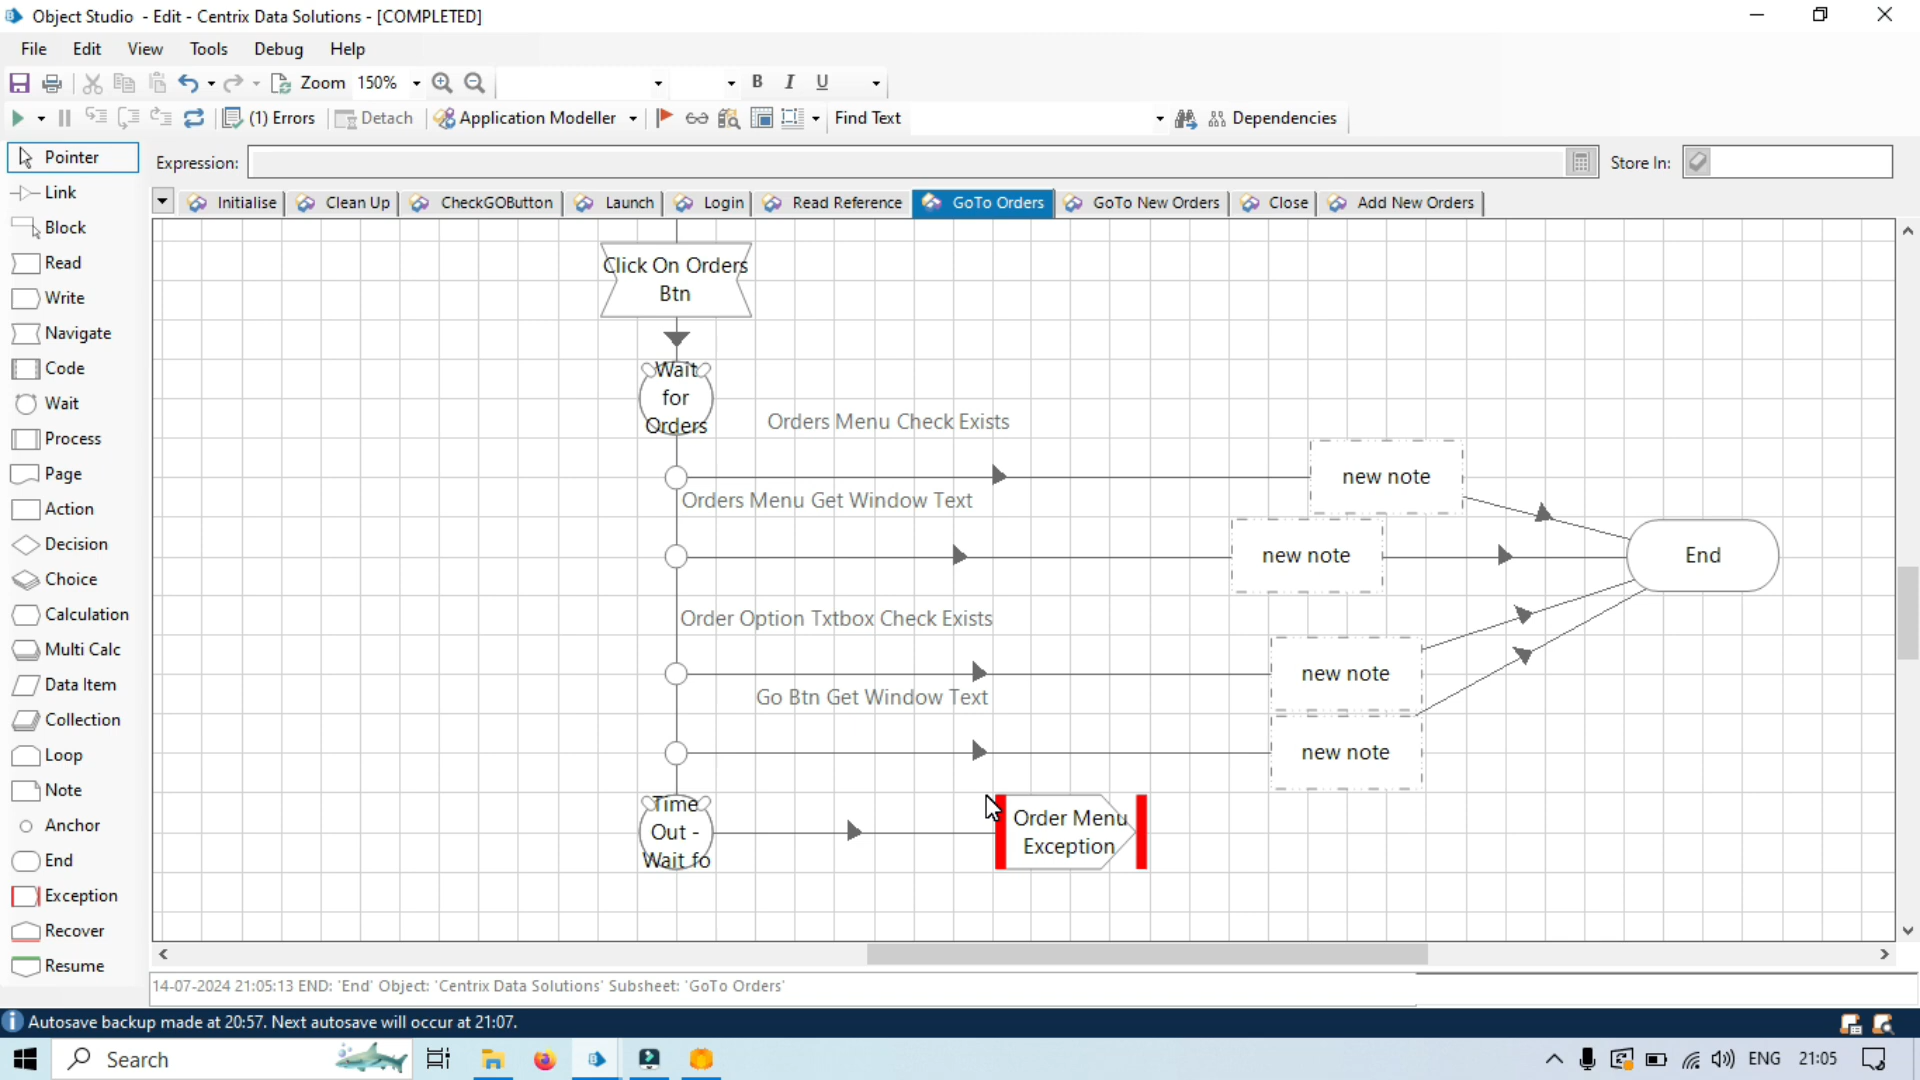 Object Studio - Edit - Centrix Data Solutions - [COMPLETED]
File Edit View Tools Debug Help
Zoom 150% B I U
(1) Errors Detach Application Modeller Find Text Dependencies
Pointer
Expression: Store In:
Link
Initialise Clean Up CheckGOButton Launch Login Read Reference GoTo Orders GoTo New Orders Close Add New Orders
Block
Read
Write
Navigate
Code
Wait
Process
Page
Action
Decision
Choice
Calculation
Multi Calc
Data Item
Collection
Loop
Note
Anchor
End
Exception
Recover
Resume
Click On Orders
Btn
Wait
for
Orders
Orders Menu Check Exists
new note
Orders Menu Get Window Text
new note
End
Order Option Txtbox Check Exists
new note
Go Btn Get Window Text
new note
Time
Out -
Wait fo
Order Menu
Exception
14-07-2024 21:05:13 END: 'End' Object: 'Centrix Data Solutions' Subsheet: 'GoTo Orders'
Autosave backup made at 20:57. Next autosave will occur at 21:07.
Search
ENG 21:05